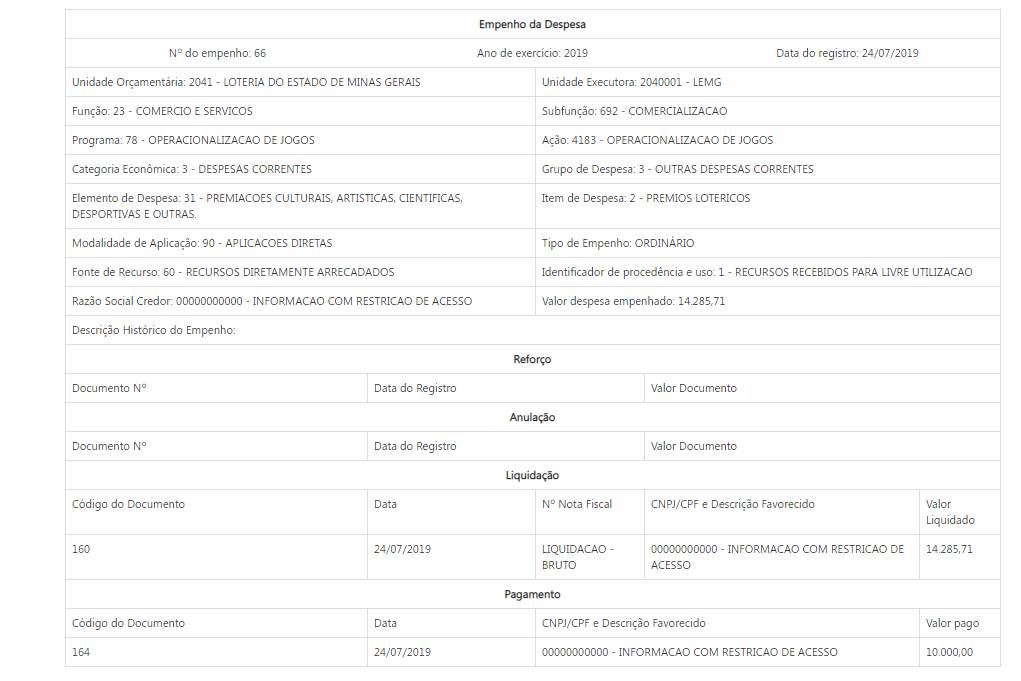 Empenho da Despesa
Nº do empenho: 66 Ano de exercício: 2019 Data do registro: 24/07/2019
Unidade Orçamentária: 2041 - LOTERIA DO ESTADO DE MINAS GERAIS Unidade Executora: 2040001 - LEMG
Função: 23 - COMERCIO E SERVICOS Subfunção: 692 - COMERCIALIZACAO
Programa: 78 - OPERACIONALIZACAO DE JOGOS Ação: 4183 - OPERACIONALIZACAO DE JOGOS
Categoria Econômica: 3 - DESPESAS CORRENTES Grupo de Despesa: 3 - OUTRAS DESPESAS CORRENTES
Elemento de Despesa: 31 - PREMIACOES CULTURAIS, ARTISTICAS, CIENTIFICAS, Item de Despesa: 2 - PREMIOS LOTERICOS
DESPORTIVAS E OUTRAS.
Modalidade de Aplicação: 90 - APLICACOES DIRETAS Tipo de Empenho: ORDINÁRIO
Fonte de Recurso: 60 - RECURSOS DIRETAMENTE ARRECADADOS Identificador de procedência e uso: 1 - RECURSOS RECEBIDOS PARA LIVRE UTILIZACAO
Razão Social Credor: 00000000000 - INFORMACAO COM RESTRICAO DE ACESSO Valor despesa empenhado: 14.285,71
Descrição Histórico do Empenho:
Reforço
Documento Nº Data do Registro Valor Documento
Anulação
Documento Nº Data do Registro Valor Documento
Liquidação
Código do Documento Data Nº Nota Fiscal CNPJ/CPF e Descrição Favorecido Valor
Liquidado
160 24/07/2019 LIQUIDACAO - 00000000000 - INFORMACAO COM RESTRICAO DE 14.285,71
BRUTO ACESSO
Pagamento
Código do Documento Data CNPJ/CPF e Descrição Favorecido Valor pago
164 24/07/2019 00000000000 - INFORMACAO COM RESTRICAO DE ACESSO 10.000,00